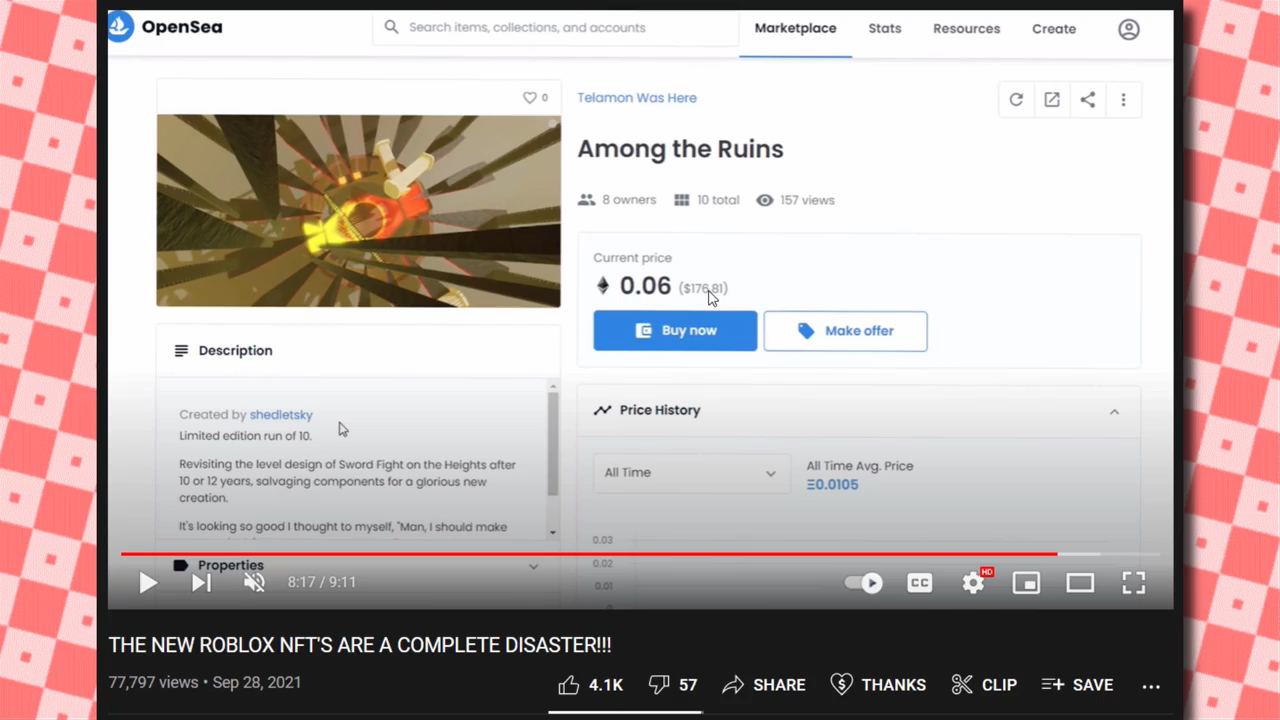 OpenSea
Search items, collections, and accounts
Marketplace
Stats
Resources
Create
0
Telamon Was Here
Among the Ruins
8 owners
10 total
157 views
Current price
0.06 ($176.81)
Buy now
Make offer
Description
Created by shedletsky
Limited edition run of 10.
Revisiting the level design of Sword Fight on the Heights after
10 or 12 years, salvaging components for a glorious new
creation.
It's looking so good I thought to myself, "Man, I should make
Properties
Price History
All Time
All Time Avg. Price
Ξ0.0105
0.03
0.02
0.01
8:17 / 9:11
CC
HD
THE NEW ROBLOX NFT'S ARE A COMPLETE DISASTER!!!
77,797 views • Sep 28, 2021
4.1K
57
SHARE
THANKS
CLIP
SAVE